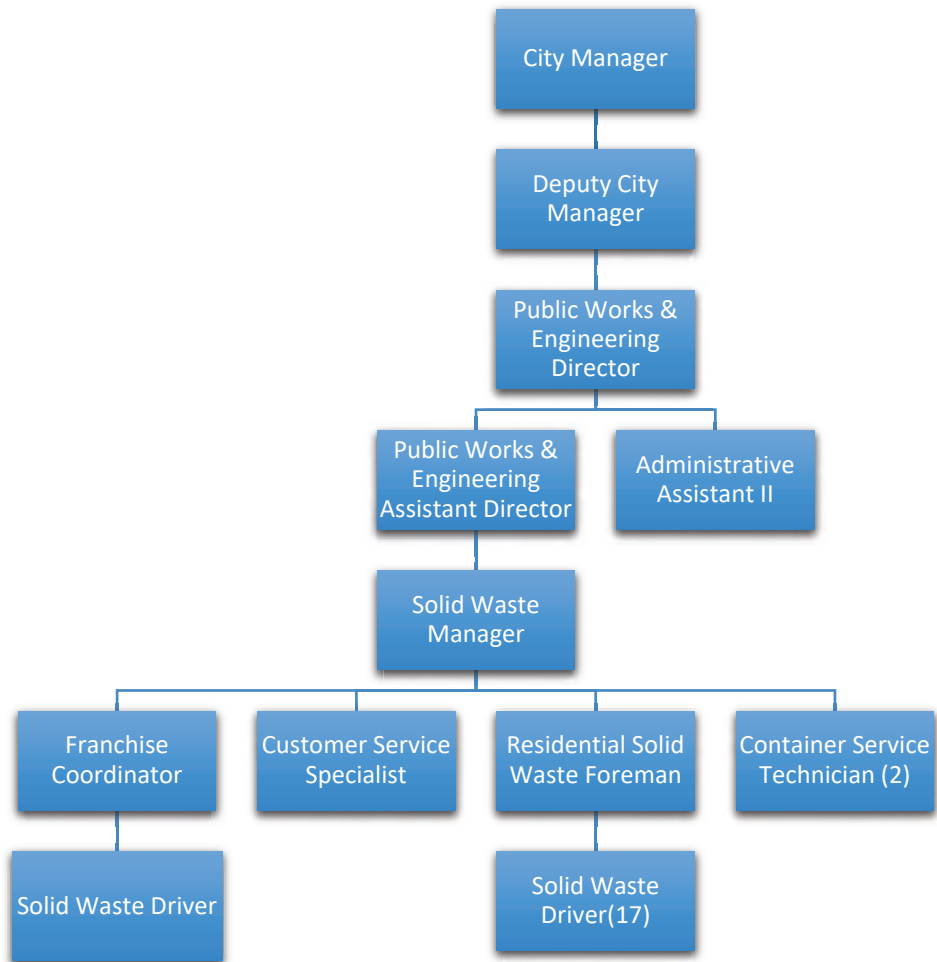 City Manager
Deputy City
Manager
Public Works &
Engineering
Director
Public Works &
Engineering
Assistant Director
Administrative
Assistant II
Solid Waste
Manager
Franchise
Coordinator
Customer Service
Specialist
Residential Solid
Waste Foreman
Container Service
Technician (2)
Solid Waste Driver
Solid Waste
Driver(17)